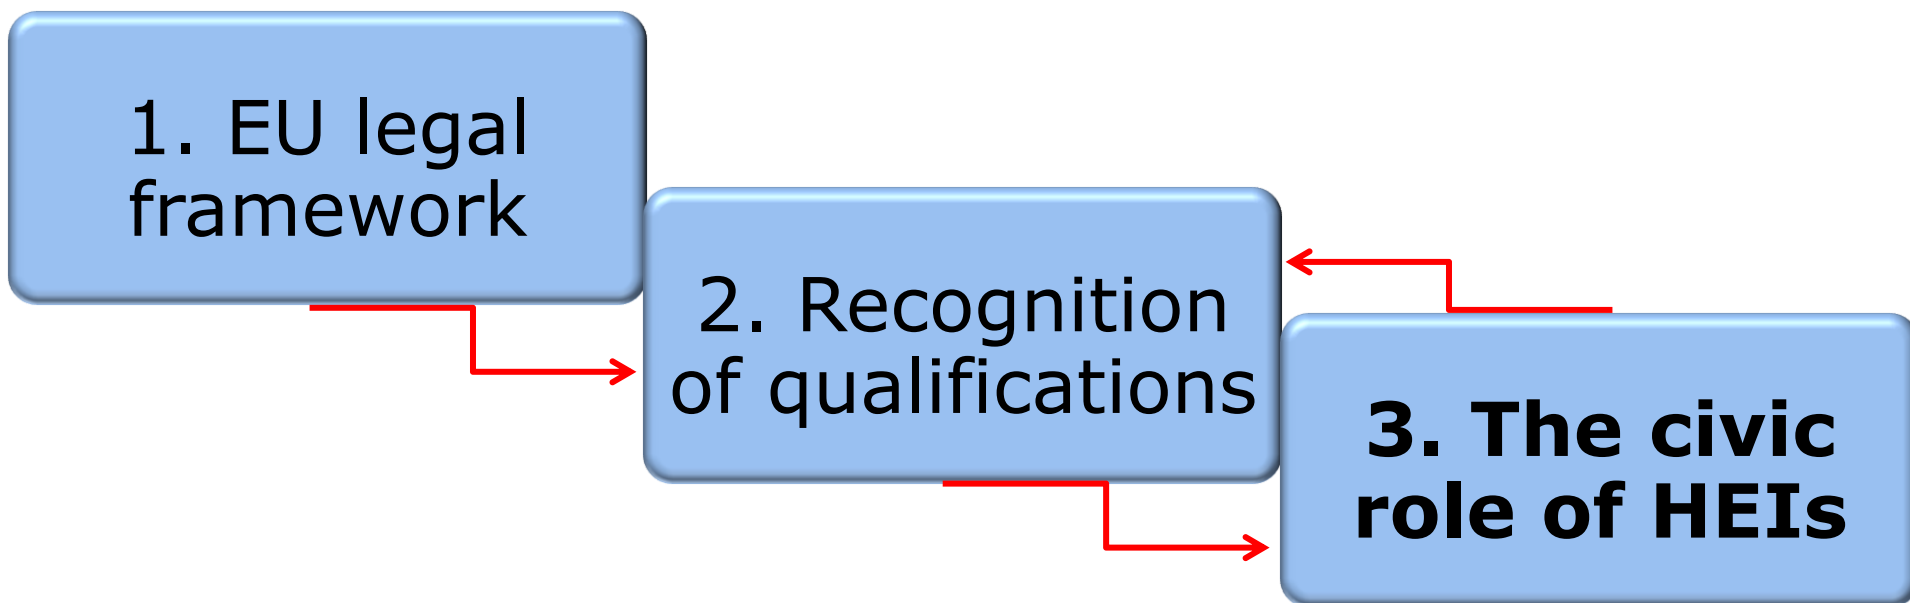 1. EU legal
framework
2. Recognition
of qualifications
3. The civic
role of HEIs